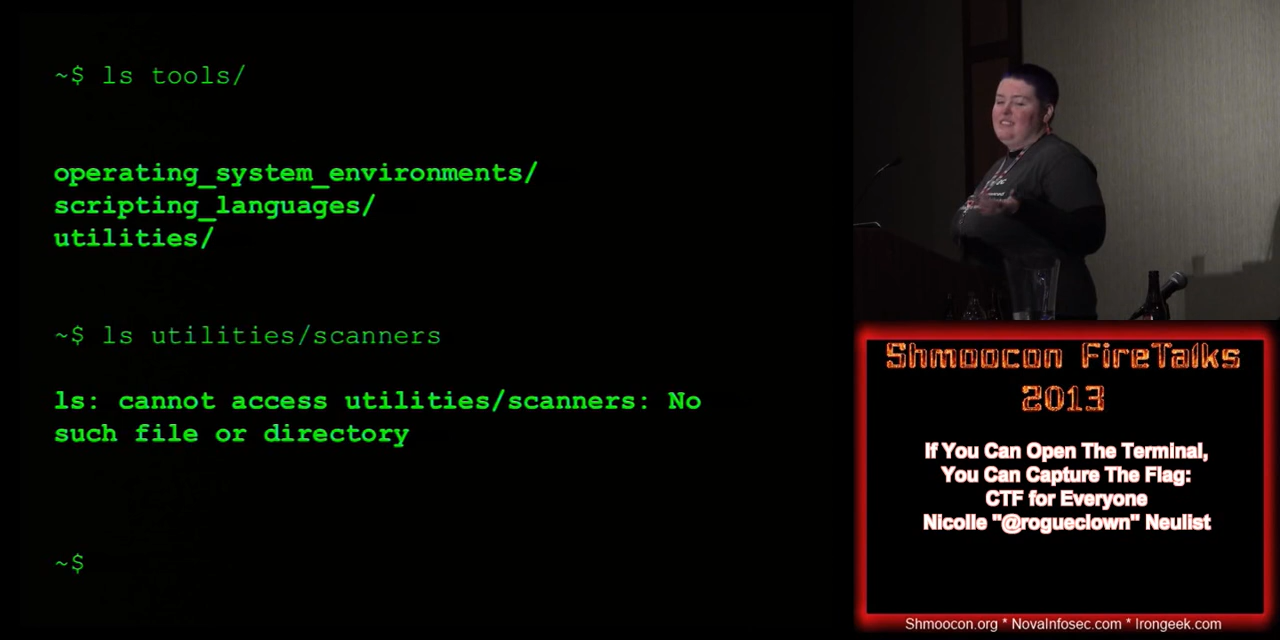 ~$ ls tools/
operating_system_environments/
scripting_languages/
utilities/
~$ ls utilities/scanners
ls: cannot access utilities/scanners: No
such file or directory
~$
Shmoocon FireTalks
2013
If You Can Open The Terminal,
You Can Capture The Flag:
CTF for Everyone
Nicolle "@rogueclown" Neulist
Shmoocon.org * NovaInfosec.com * Irongeek.com